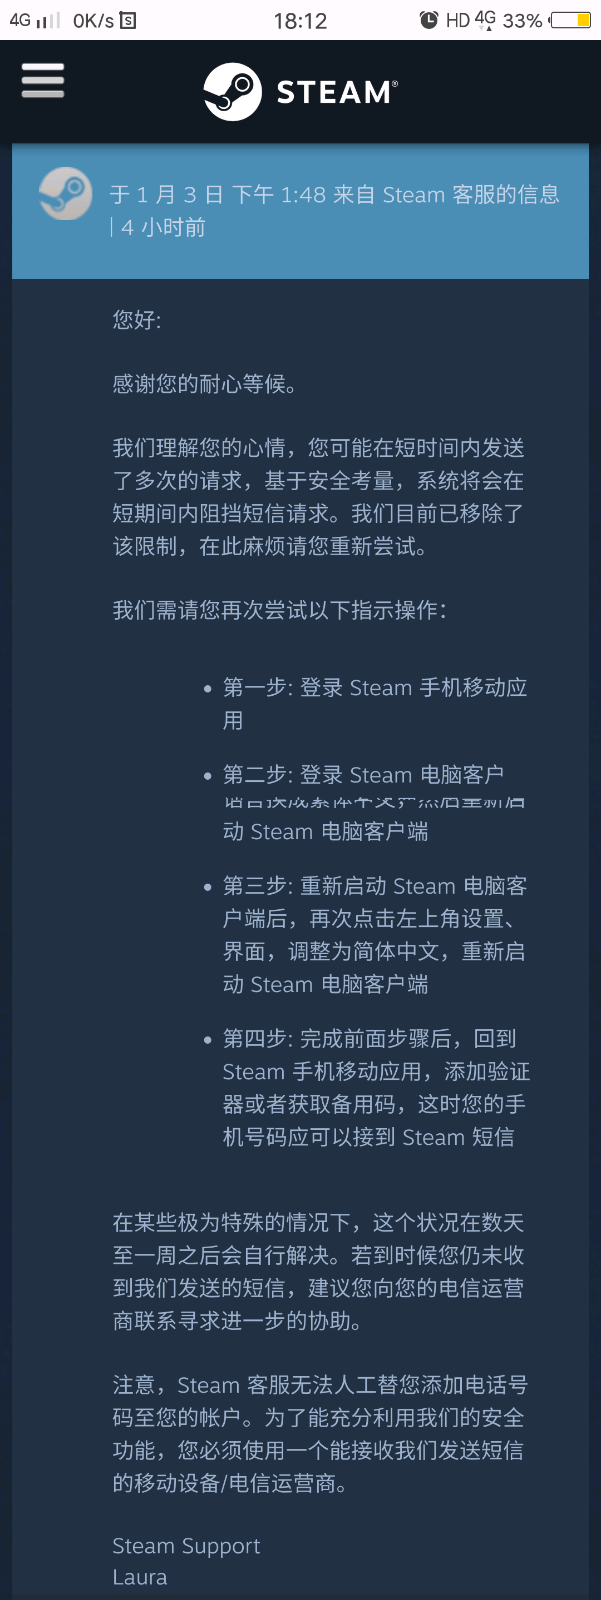 4G 0K/s 18:12 HD 4G 33%
STEAM®
于 1 月 3 日 下午 1:48 来自 Steam 客服的信息
| 4 小时前
您好:
感谢您的耐心等候。
我们理解您的心情，您可能在短时间内发送
了多次的请求，基于安全考量，系统将会在
短期间内阻挡短信请求。我们目前已移除了
该限制，在此麻烦请您重新尝试。
我们需请您再次尝试以下指示操作：
• 第一步: 登录 Steam 手机移动应
用
• 第二步: 登录 Steam 电脑客户
语言换成繁体中文，然后重新启
动 Steam 电脑客户端
• 第三步: 重新启动 Steam 电脑客
户端后，再次点击左上角设置、
界面，调整为简体中文，重新启
动 Steam 电脑客户端
• 第四步: 完成前面步骤后，回到
Steam 手机移动应用，添加验证
器或者获取备用码，这时您的手
机号码应可以接到 Steam 短信
在某些极为特殊的情况下，这个状况在数天
至一周之后会自行解决。若到时候您仍未收
到我们发送的短信，建议您向您的电信运营
商联系寻求进一步的协助。
注意，Steam 客服无法人工替您添加电话号
码至您的帐户。为了能充分利用我们的安全
功能，您必须使用一个能接收我们发送短信
的移动设备/电信运营商。
Steam Support
Laura